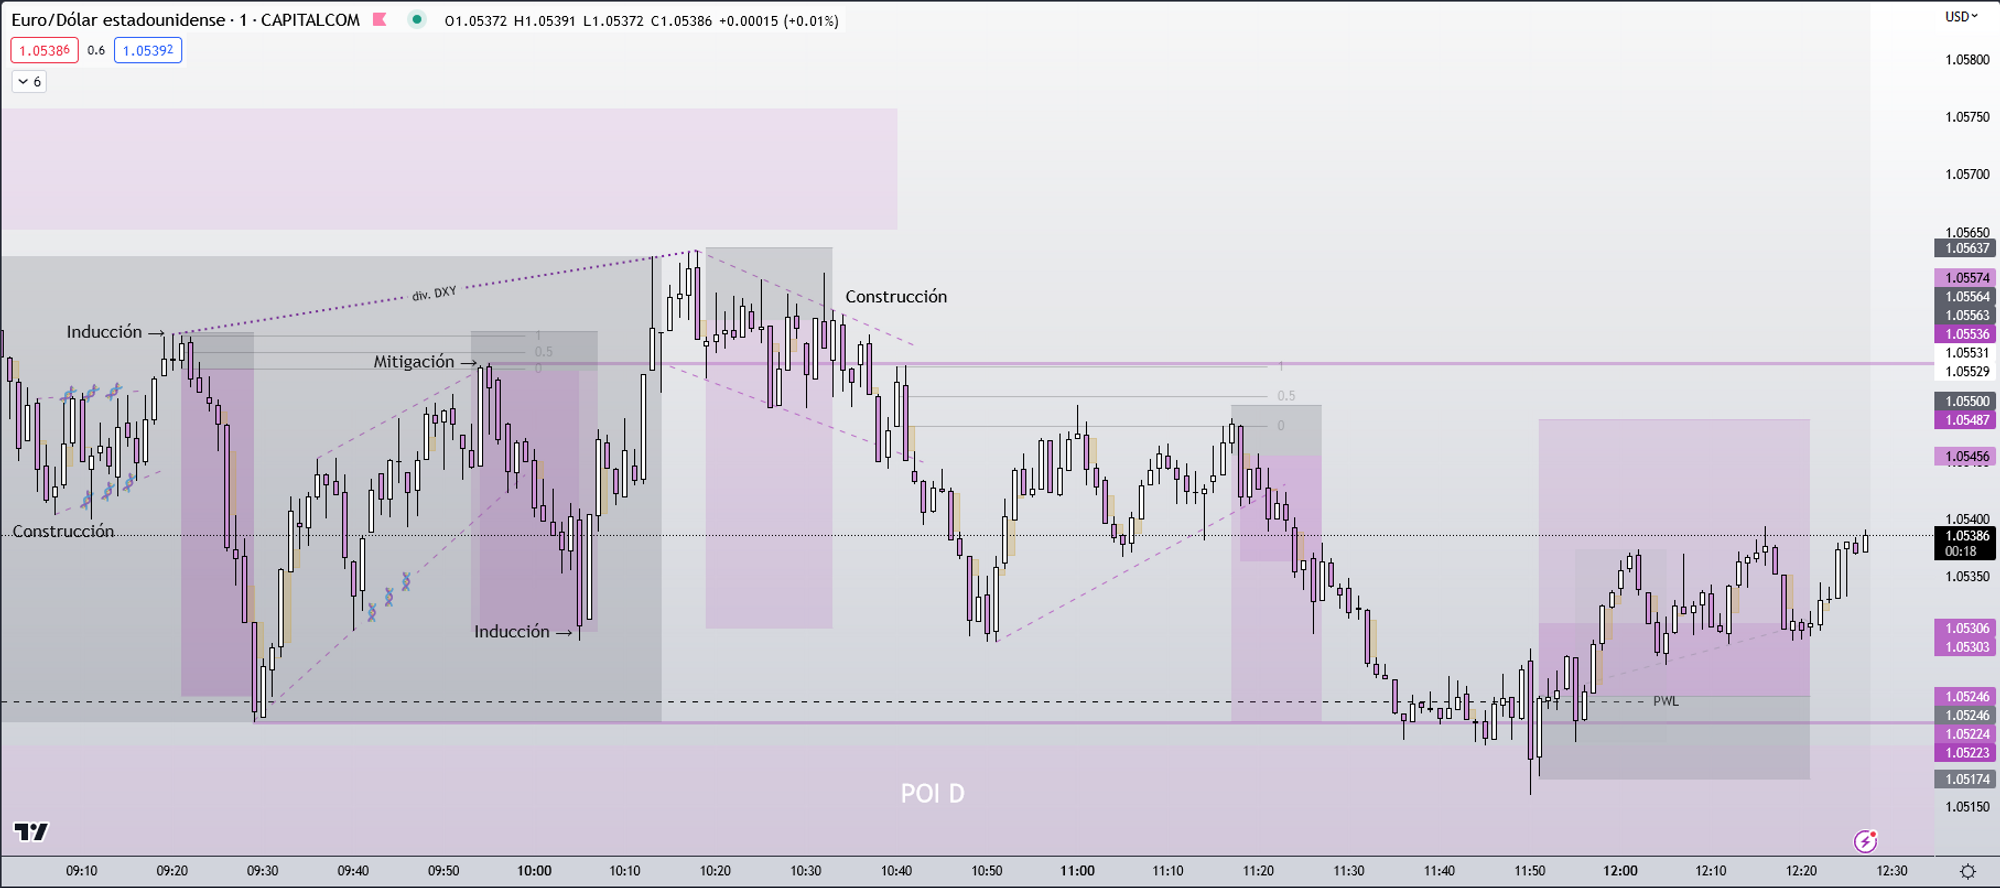 Euro/Dólar estadounidense · 1 · CAPITALCOM O1.05372 H1.05391 L1.05372 C1.05386 +0.00015 (+0.01%)
1.05386 0.6 1.05392
6
USD
1.05800
1.05750
1.05700
1.05650
1.05637
1.05574
1.05564
1.05563
1.05536
1.05531
1.05529
1.05500
1.05487
1.05456
1.05400
1.05386
00:18
1.05350
1.05306
1.05303
1.05246
1.05246
1.05224
1.05223
1.05174
1.05150
div. DXY
Construcción
Inducción →
1
0.5
0
Mitigación →
1
0.5
0
Construcción
Inducción →
PWL
POI D
09:10 09:20 09:30 09:40 09:50 10:00 10:10 10:20 10:30 10:40 10:50 11:00 11:10 11:20 11:30 11:40 11:50 12:00 12:10 12:20 12:30